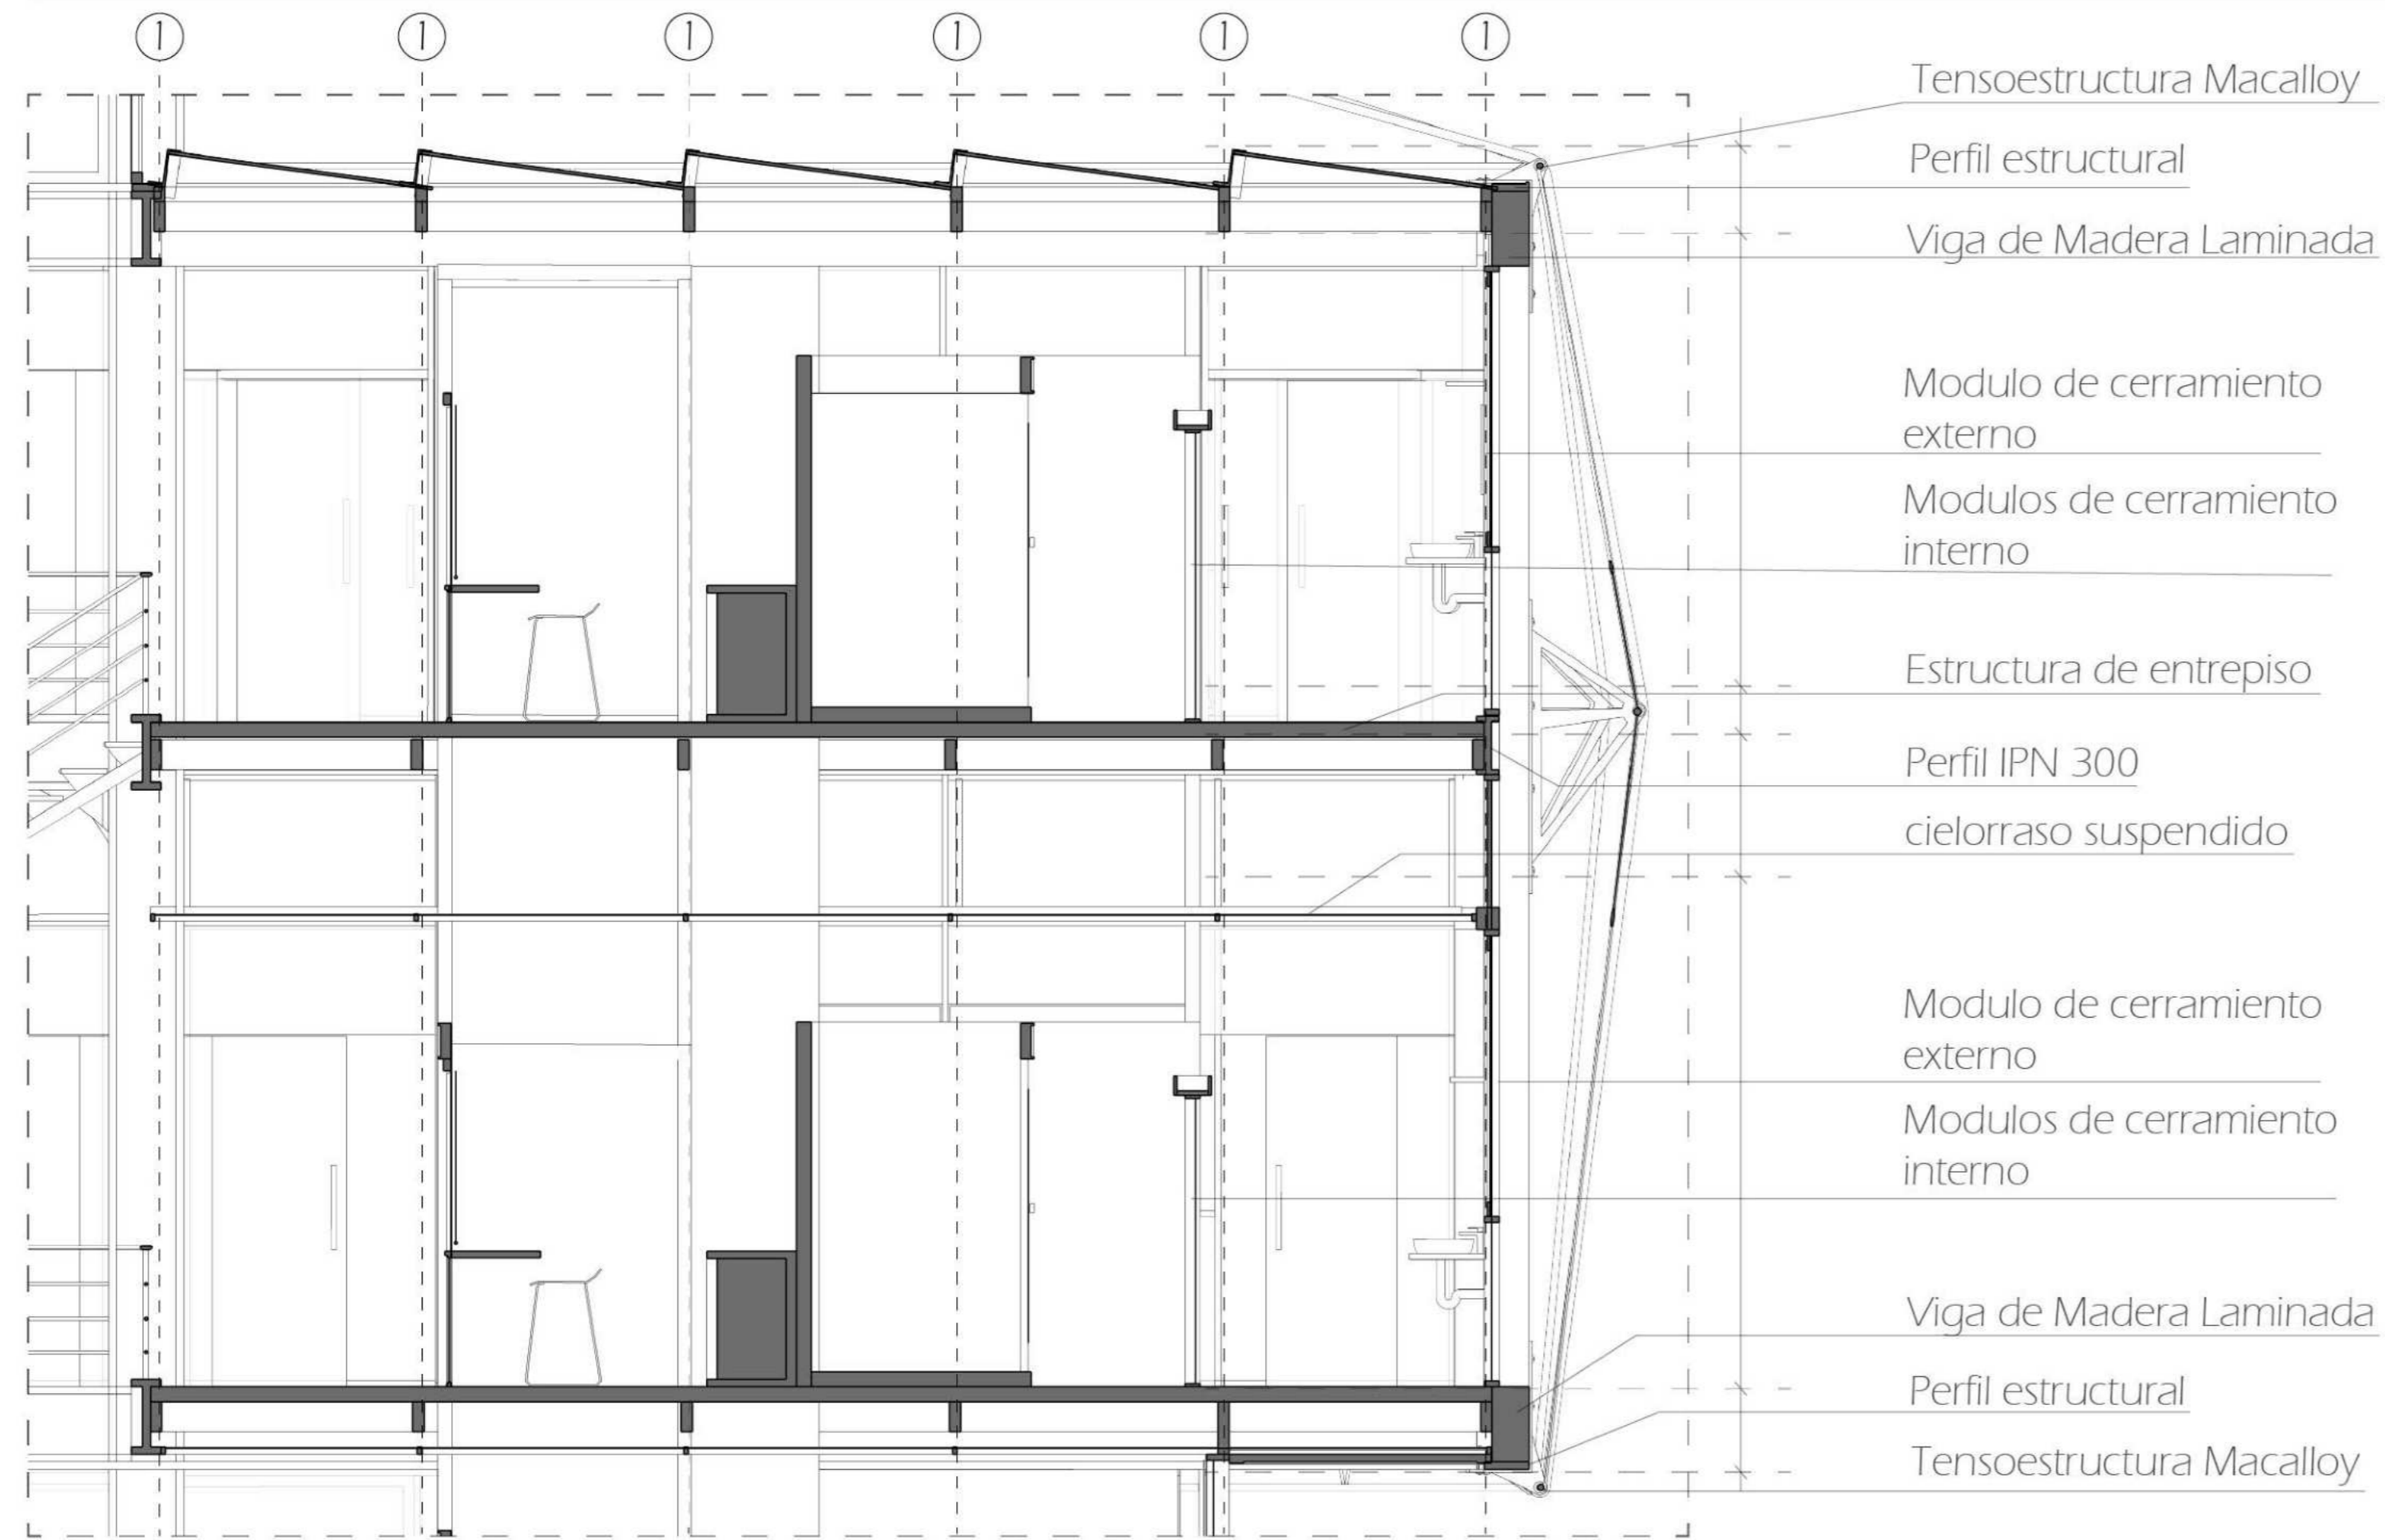 1 1 1 1 1 1
Tensoestructura Macalloy
Perfil estructural
Viga de Madera Laminada
Modulo de cerramiento
externo
Modulos de cerramiento
interno
Estructura de entrepiso
Perfil IPN 300
cielorraso suspendido
Modulo de cerramiento
externo
Modulos de cerramiento
interno
Viga de Madera Laminada
Perfil estructural
Tensoestructura Macalloy